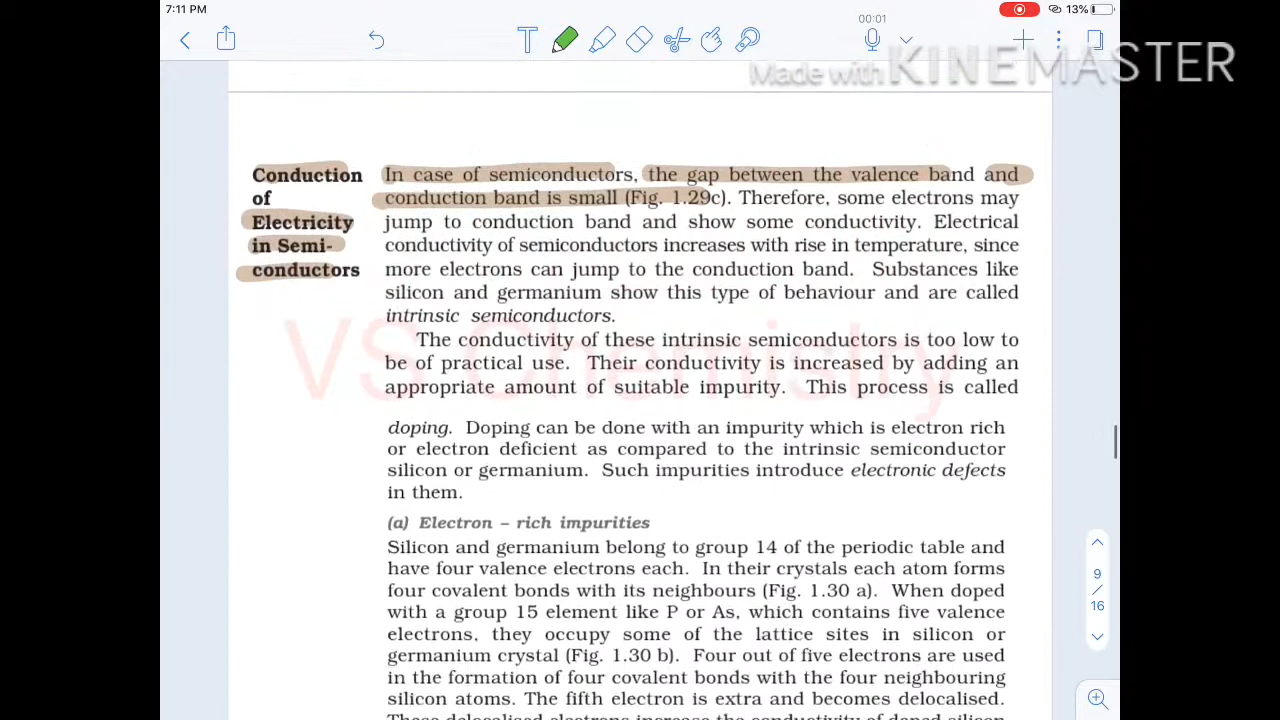 7:11 PM
13%
00:01
Made with KINEMASTER
Conduction
of
Electricity
in Semi-
conductors
In case of semiconductors, the gap between the valence band and
conduction band is small (Fig. 1.29c). Therefore, some electrons may
jump to conduction band and show some conductivity. Electrical
conductivity of semiconductors increases with rise in temperature, since
more electrons can jump to the conduction band. Substances like
silicon and germanium show this type of behaviour and are called
intrinsic semiconductors.
The conductivity of these intrinsic semiconductors is too low to
be of practical use. Their conductivity is increased by adding an
appropriate amount of suitable impurity. This process is called
VS Chemistry
doping. Doping can be done with an impurity which is electron rich
or electron deficient as compared to the intrinsic semiconductor
silicon or germanium. Such impurities introduce electronic defects
in them.
(a) Electron – rich impurities
Silicon and germanium belong to group 14 of the periodic table and
have four valence electrons each. In their crystals each atom forms
four covalent bonds with its neighbours (Fig. 1.30 a). When doped
with a group 15 element like P or As, which contains five valence
electrons, they occupy some of the lattice sites in silicon or
germanium crystal (Fig. 1.30 b). Four out of five electrons are used
in the formation of four covalent bonds with the four neighbouring
silicon atoms. The fifth electron is extra and becomes delocalised.
These delocalised electrons increase the conductivity of doped silicon
9
/
16